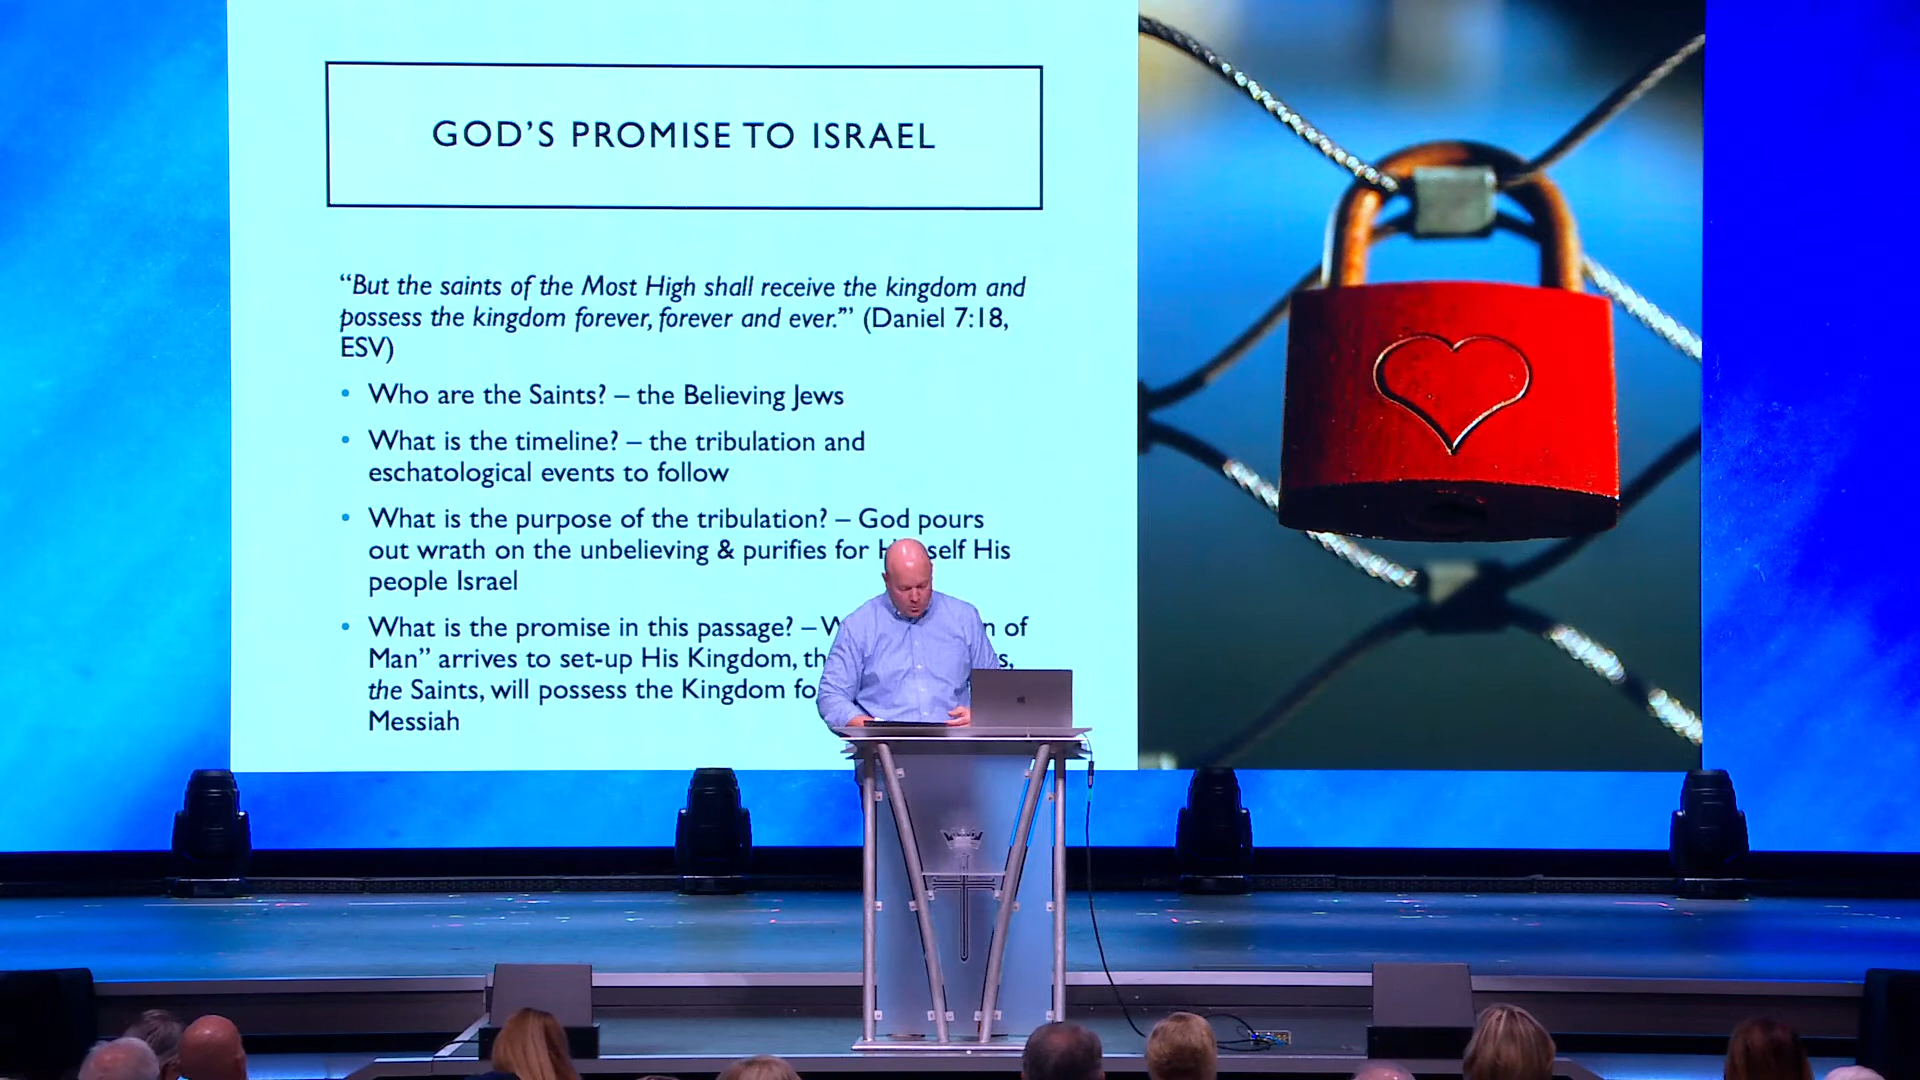 GOD’S PROMISE TO ISRAEL
“But the saints of the Most High shall receive the kingdom and
possess the kingdom forever, forever and ever.”’ (Daniel 7:18,
ESV)
• Who are the Saints? – the Believing Jews
• What is the timeline? – the tribulation and
eschatological events to follow
• What is the purpose of the tribulation? – God pours
out wrath on the unbelieving & purifies for His
people Israel
• What is the promise in this passage? – of
Man” arrives to set-up His Kingdom,
the Saints, will possess the Kingdom
Messiah